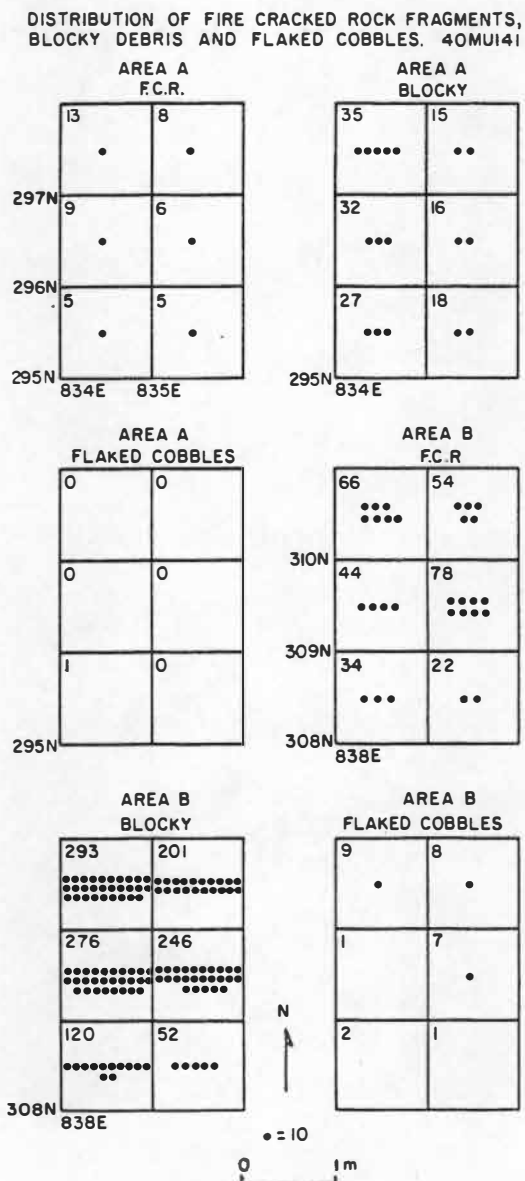 DISTRIBUTION OF FIRE CRACKED ROCK FRAGMENTS,
BLOCKY DEBRIS AND FLAKED COBBLES. 40MU141
AREA A
F.C.R.
13 8
297N
9 6
296N
5 5
295N
834E 835E
AREA A
BLOCKY
35 15
32 16
27 18
295N
834E
AREA A
FLAKED COBBLES
0 0
0 0
1 0
295N
AREA B
F.C.R
66 54
310N
44 78
309N
34 22
308N
838E
AREA B
BLOCKY
293 201
276 246
120 52
308N
838E
AREA B
FLAKED COBBLES
9 8
1 7
2 1
N
= 10
0 1m